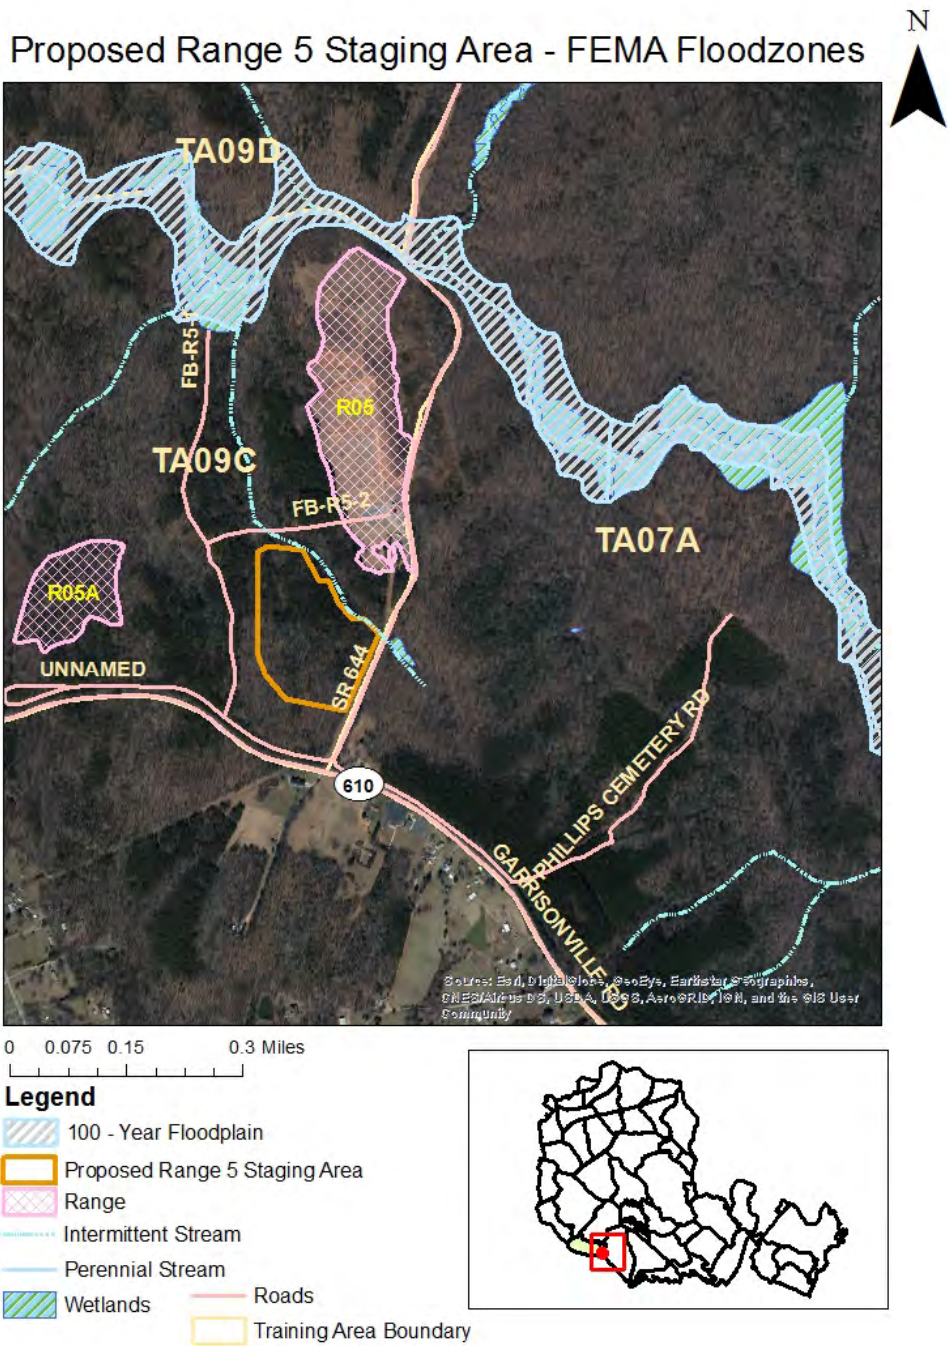 N
Proposed Range 5 Staging Area - FEMA Floodzones
TA09D
FB-R5-1
R05
TA09C
FB-R5-2
TA07A
R05A
UNNAMED
SR 644
610
PHILLIPS CEMETERY RD
GARRISONVILLE RD
Source: Esri, DigitalGlobe, GeoEye, Earthstar Geographics,
CNES/Airbus DS, USDA, USGS, AeroGRID, IGN, and the GIS User
Community
0 0.075 0.15 0.3 Miles
Legend
100 - Year Floodplain
Proposed Range 5 Staging Area
Range
Intermittent Stream
Perennial Stream
Wetlands
Roads
Training Area Boundary